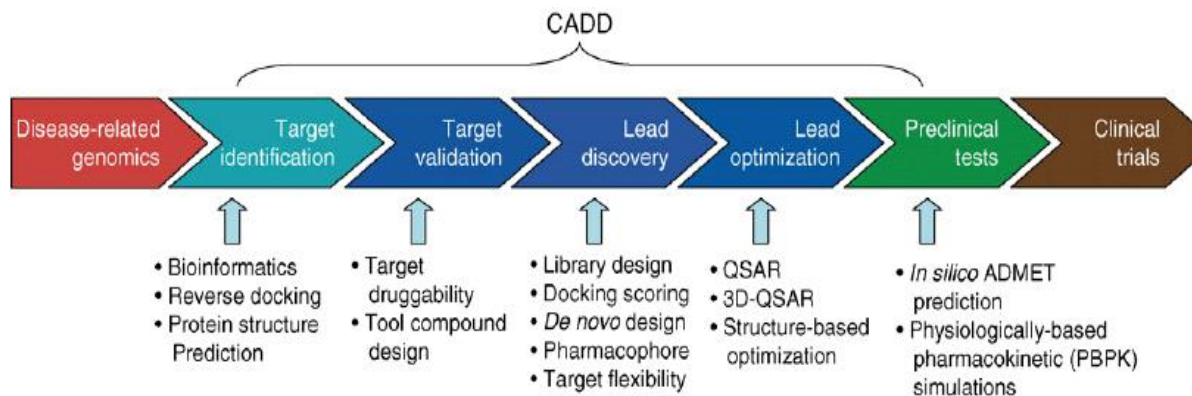 CADD
Disease-related
genomics
Target
identification
Target
validation
Lead
discovery
Lead
optimization
Preclinical
tests
Clinical
trials
• Bioinformatics
• Reverse docking
• Protein structure
Prediction
• Target
druggability
• Tool compound
design
• Library design
• Docking scoring
• De novo design
• Pharmacophore
• Target flexibility
• QSAR
• 3D-QSAR
• Structure-based
optimization
• In silico ADMET
prediction
• Physiologically-based
pharmacokinetic (PBPK)
simulations